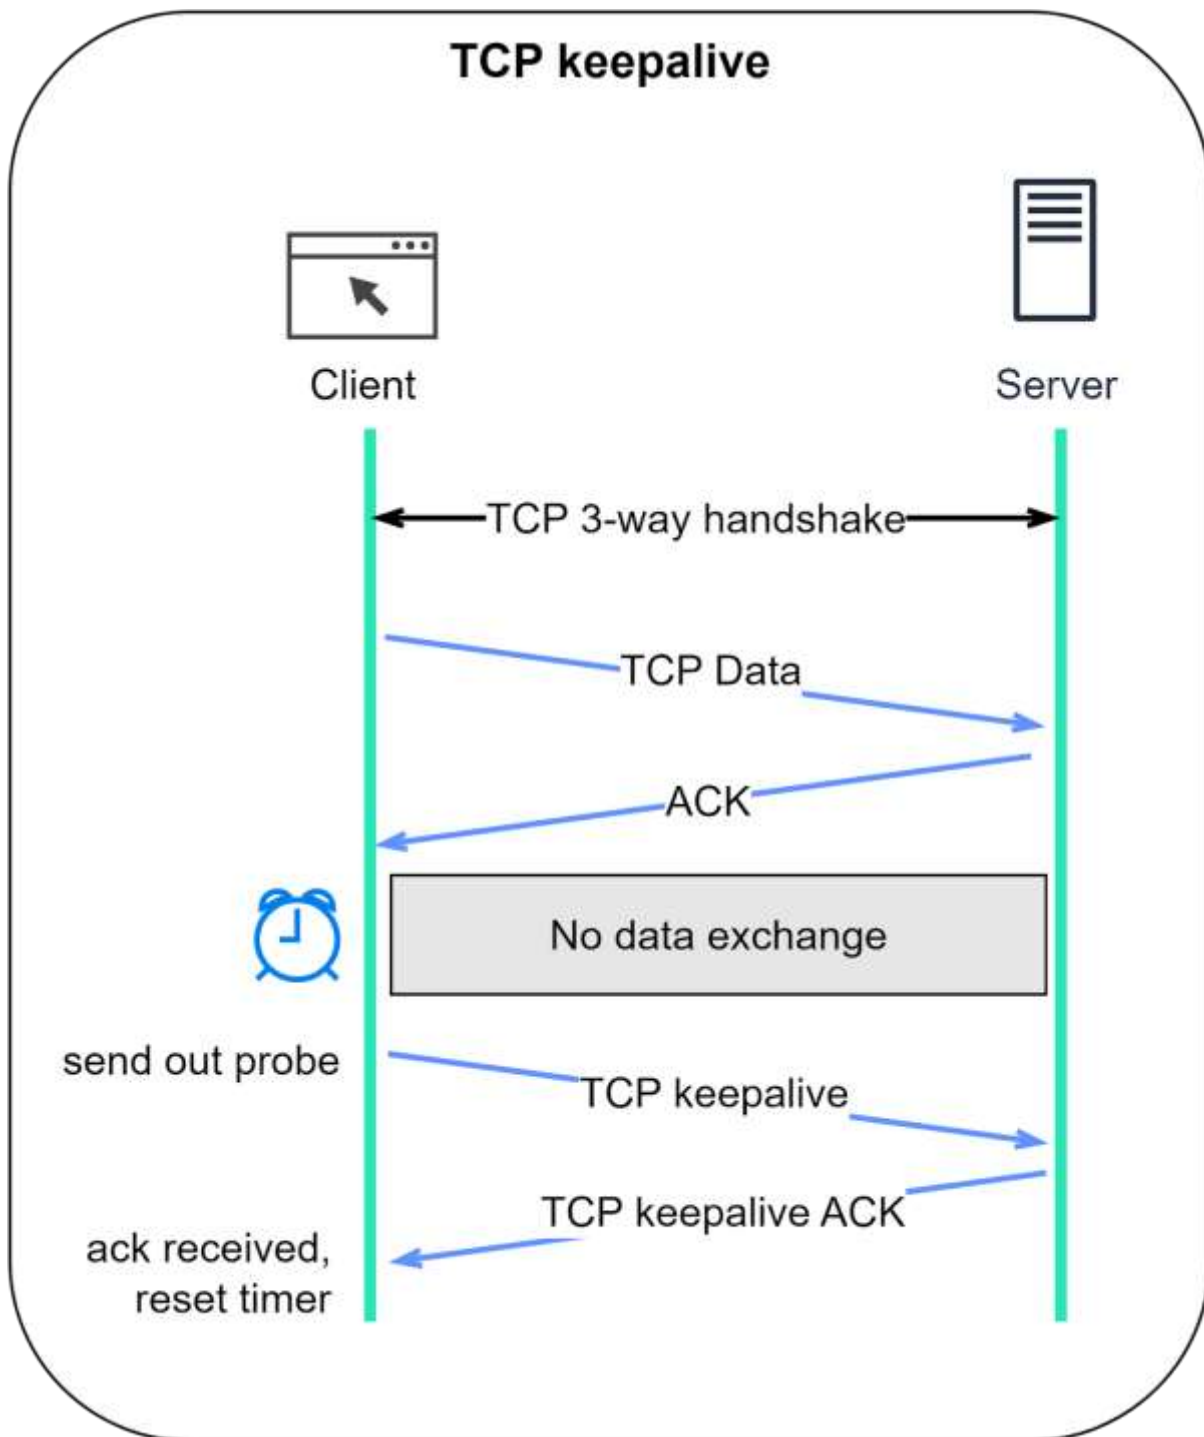 TCP keepalive
Client
Server
TCP 3-way handshake
TCP Data
ACK
No data exchange
send out probe
TCP keepalive
TCP keepalive ACK
ack received,
reset timer